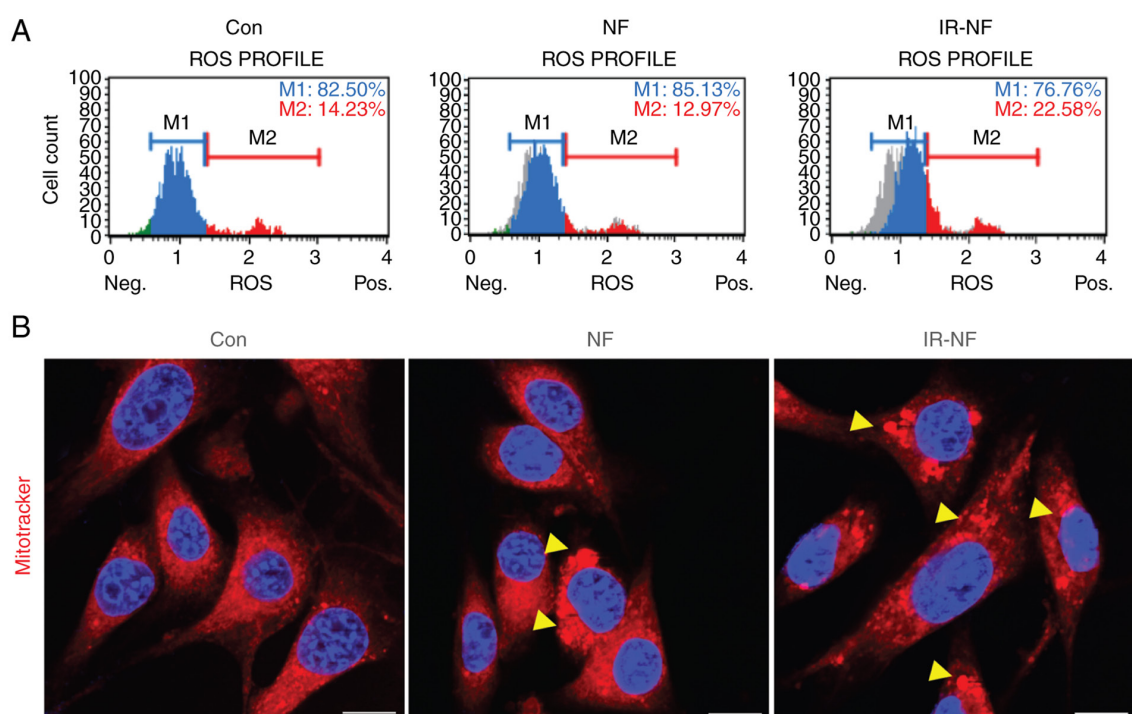 A
Con
NF
IR-NF
ROS PROFILE
ROS PROFILE
ROS PROFILE
Cell count
100
90
80
70
60
50
40
30
20
10
0
M1: 82.50%
M2: 14.23%
M1
M2
0 1 2 3 4
Neg. ROS Pos.
100
90
80
70
60
50
40
30
20
10
0
M1: 85.13%
M2: 12.97%
M1
M2
0 1 2 3 4
Neg. ROS Pos.
100
90
80
70
60
50
40
30
20
10
0
M1: 76.76%
M2: 22.58%
M1
M2
0 1 2 3 4
Neg. ROS Pos.
B
Con
NF
IR-NF
Mitotracker